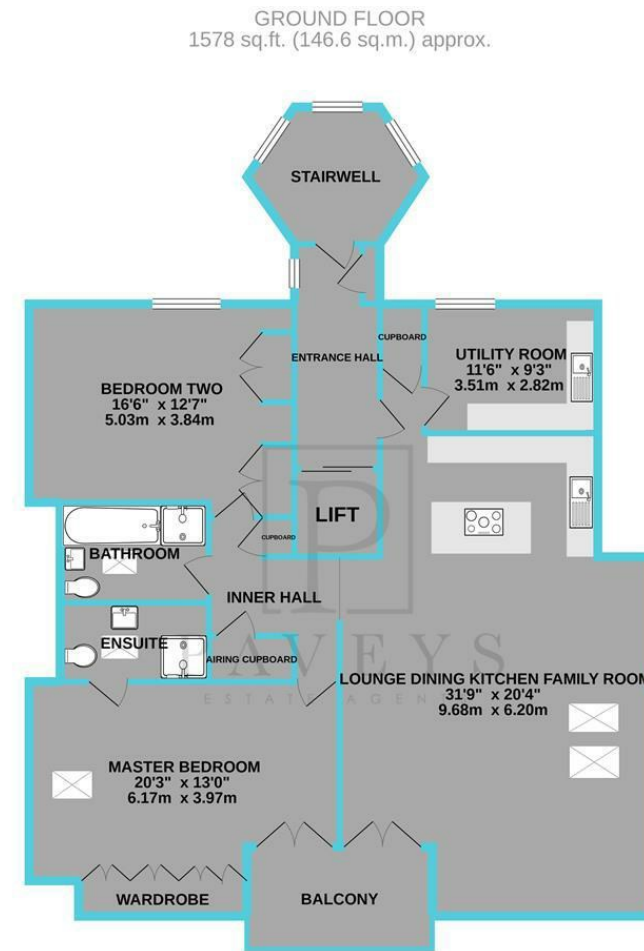 GROUND FLOOR
1578 sq.ft. (146.6 sq.m.) approx.
STAIRWELL
ENTRANCE HALL
CUPBOARD
UTILITY ROOM
11'6" x 9'3"
3.51m x 2.82m
BEDROOM TWO
16'6" x 12'7"
5.03m x 3.84m
P
LIFT
BATHROOM
CUPBOARD
INNER HALL
ENSUITE
AIRING CUPBOARD
PAVEYS
ESTATE AGENTS
LOUNGE DINING KITCHEN FAMILY ROOM
31'9" x 20'4"
9.68m x 6.20m
MASTER BEDROOM
20'3" x 13'0"
6.17m x 3.97m
WARDROBE
BALCONY